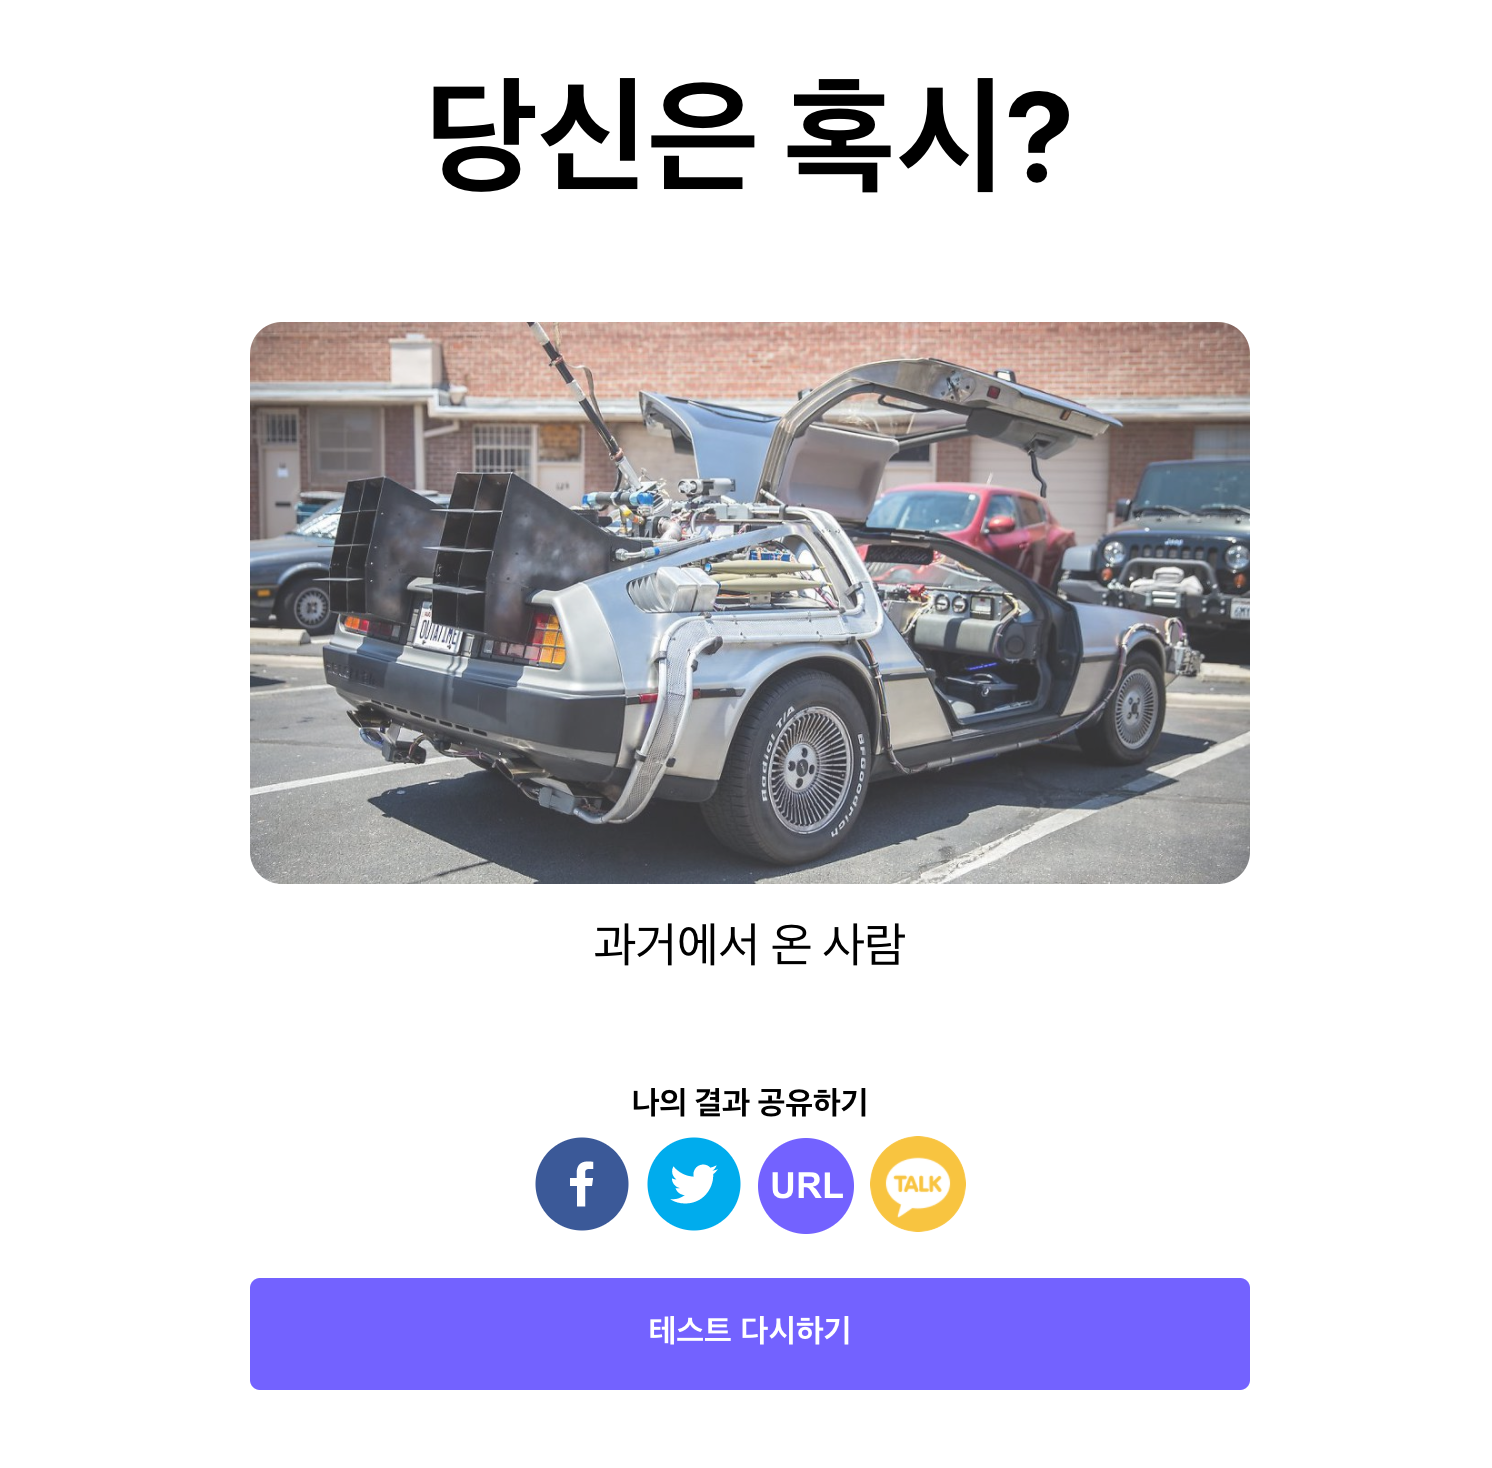 당신은 혹시?
Jeep
OUTATIME
Radial T/A
BFGoodrich
과거에서 온 사람
나의 결과 공유하기
f
URL
TALK
테스트 다시하기